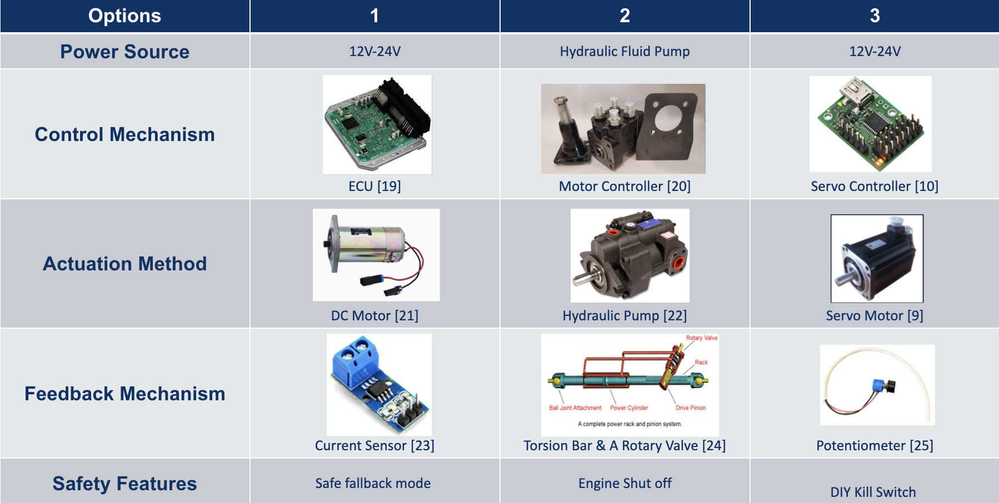 Options
1
2
3
Power Source
12V-24V
Hydraulic Fluid Pump
12V-24V
Control Mechanism
ECU [19]
Motor Controller [20]
Servo Controller [10]
Actuation Method
DC Motor [21]
Hydraulic Pump [22]
Servo Motor [9]
Feedback Mechanism
Current Sensor [23]
Rotary Valve
Rack
Ball Joint Attachment
Power Cylinder
Drive Pinion
A complete power rack and pinion system.
Torsion Bar & A Rotary Valve [24]
Potentiometer [25]
Safety Features
Safe fallback mode
Engine Shut off
DIY Kill Switch